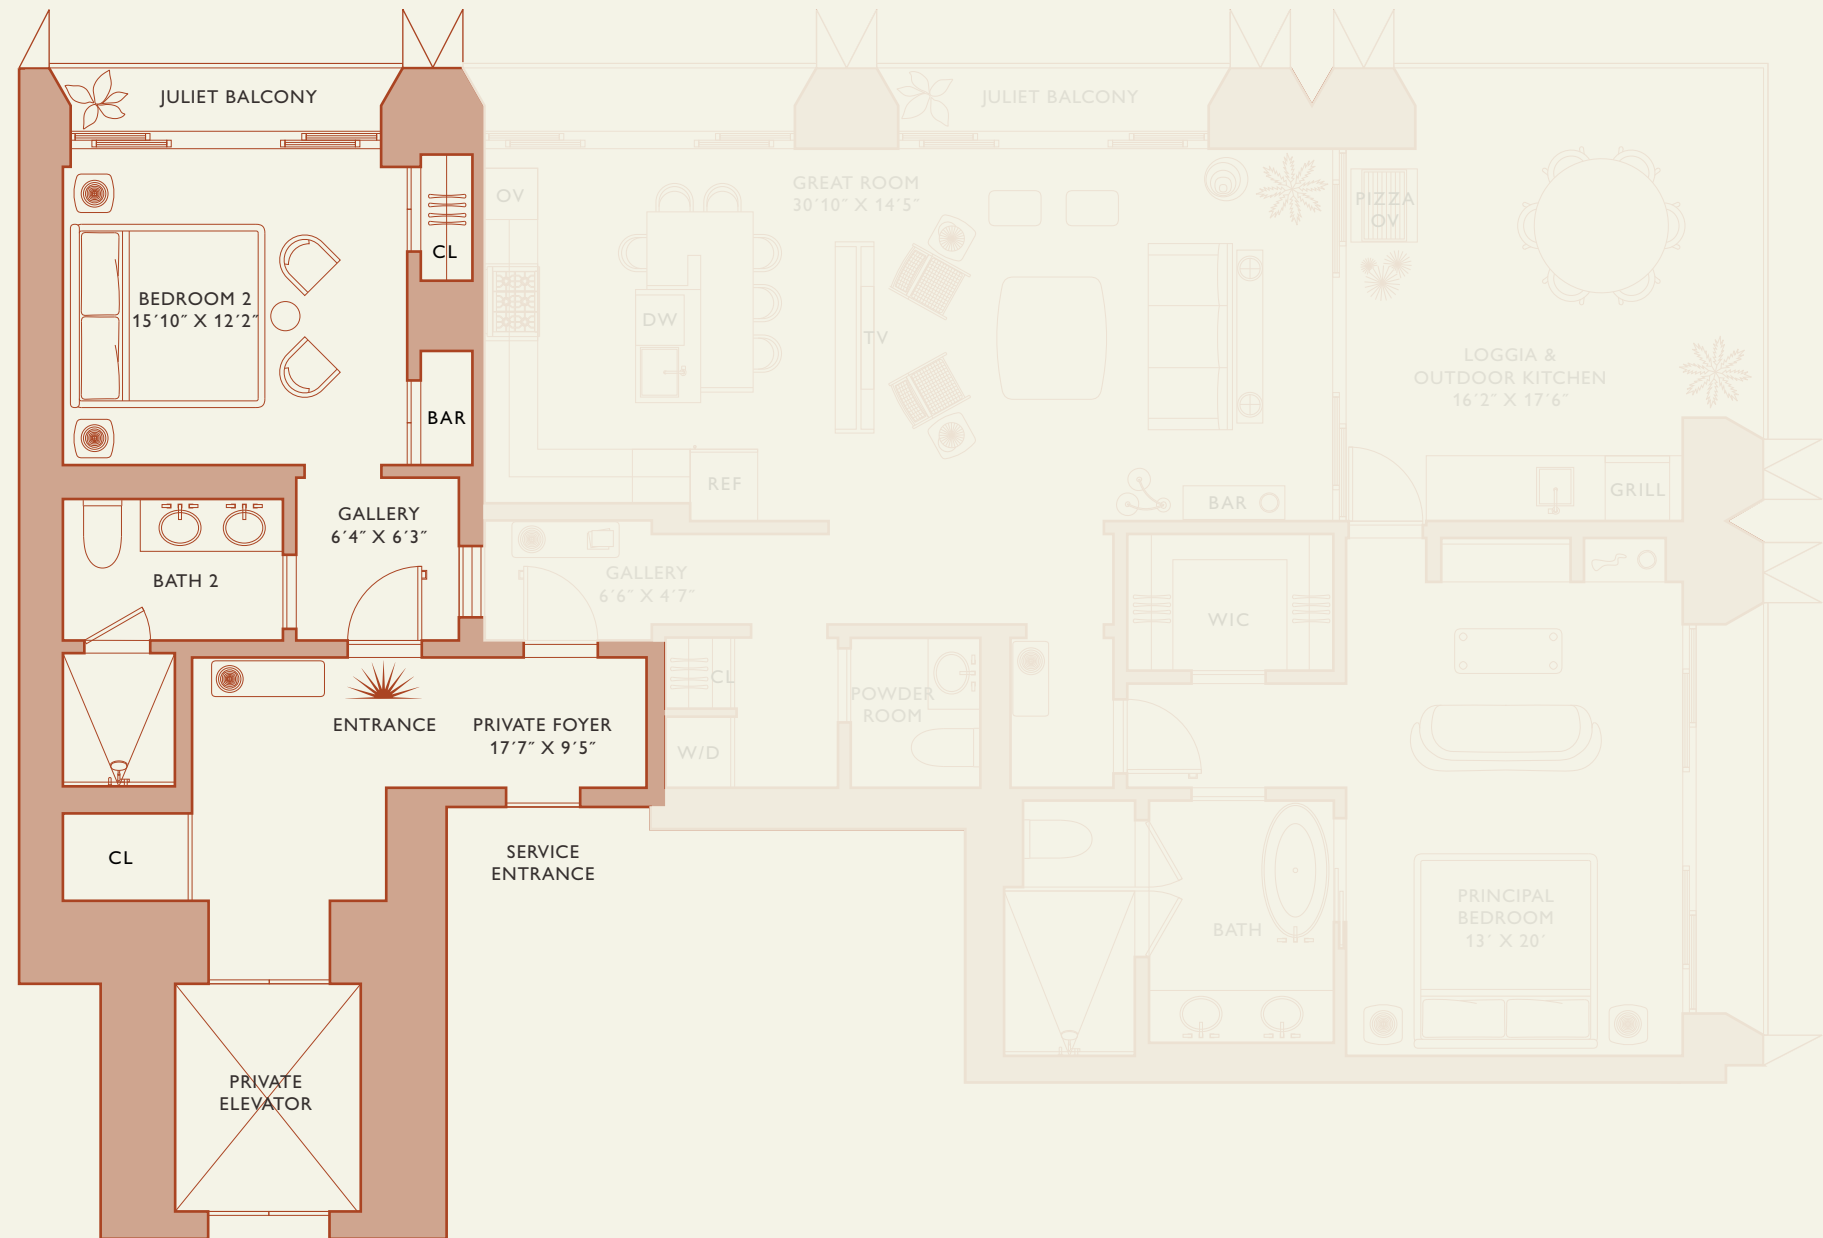 JULIET BALCONY
JULIET BALCONY
OV
GREAT ROOM
30´10˝ X 14´5˝
PIZZA
OV
CL
BEDROOM 2
15´10˝ X 12´2˝
DW
TV
LOGGIA &
OUTDOOR KITCHEN
16´2˝ X 17´6˝
BAR
REF
BAR
GRILL
GALLERY
6´4˝ X 6´3˝
BATH 2
GALLERY
6´6˝ X 4´7˝
WIC
CL
POWDER
ROOM
ENTRANCE
PRIVATE FOYER
17´7˝ X 9´5˝
W/D
CL
SERVICE
ENTRANCE
BATH
PRINCIPAL
BEDROOM
13´ X 20´
PRIVATE
ELEVATOR